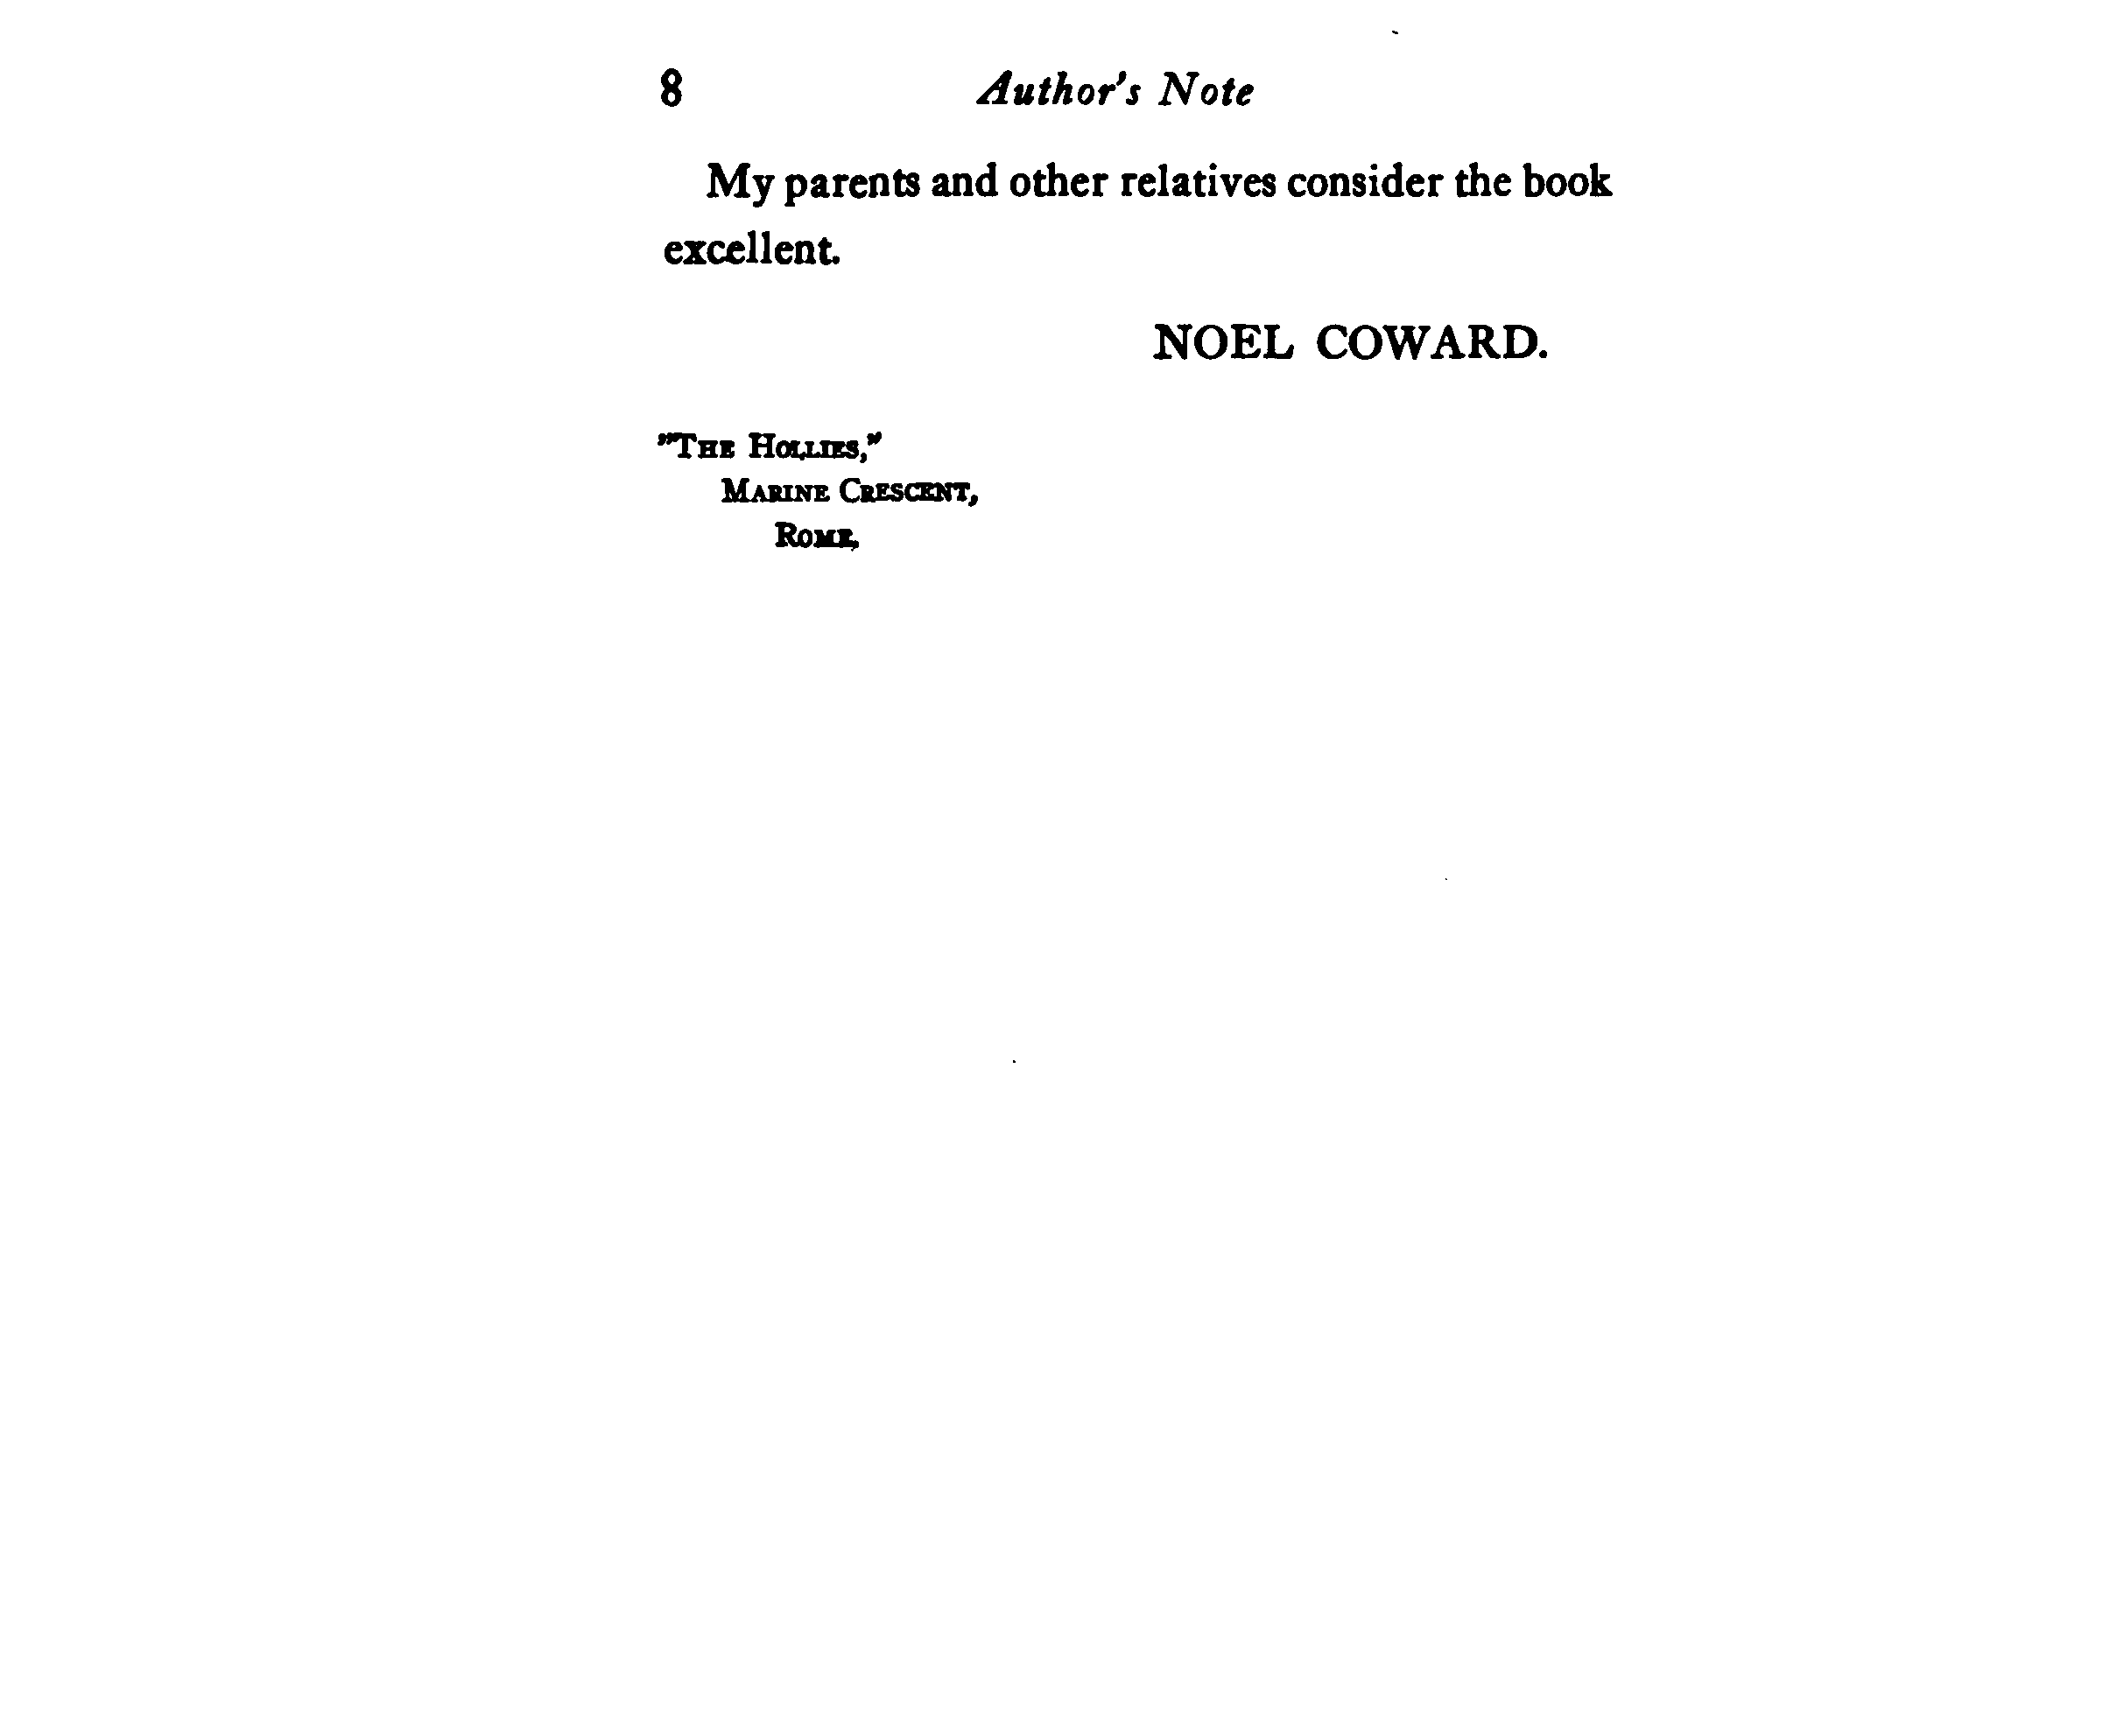 8 Author's Note
My parents and other relatives consider the book
excellent.
NOEL COWARD.
"The Hollies,"
Marine Crescent,
Rome.